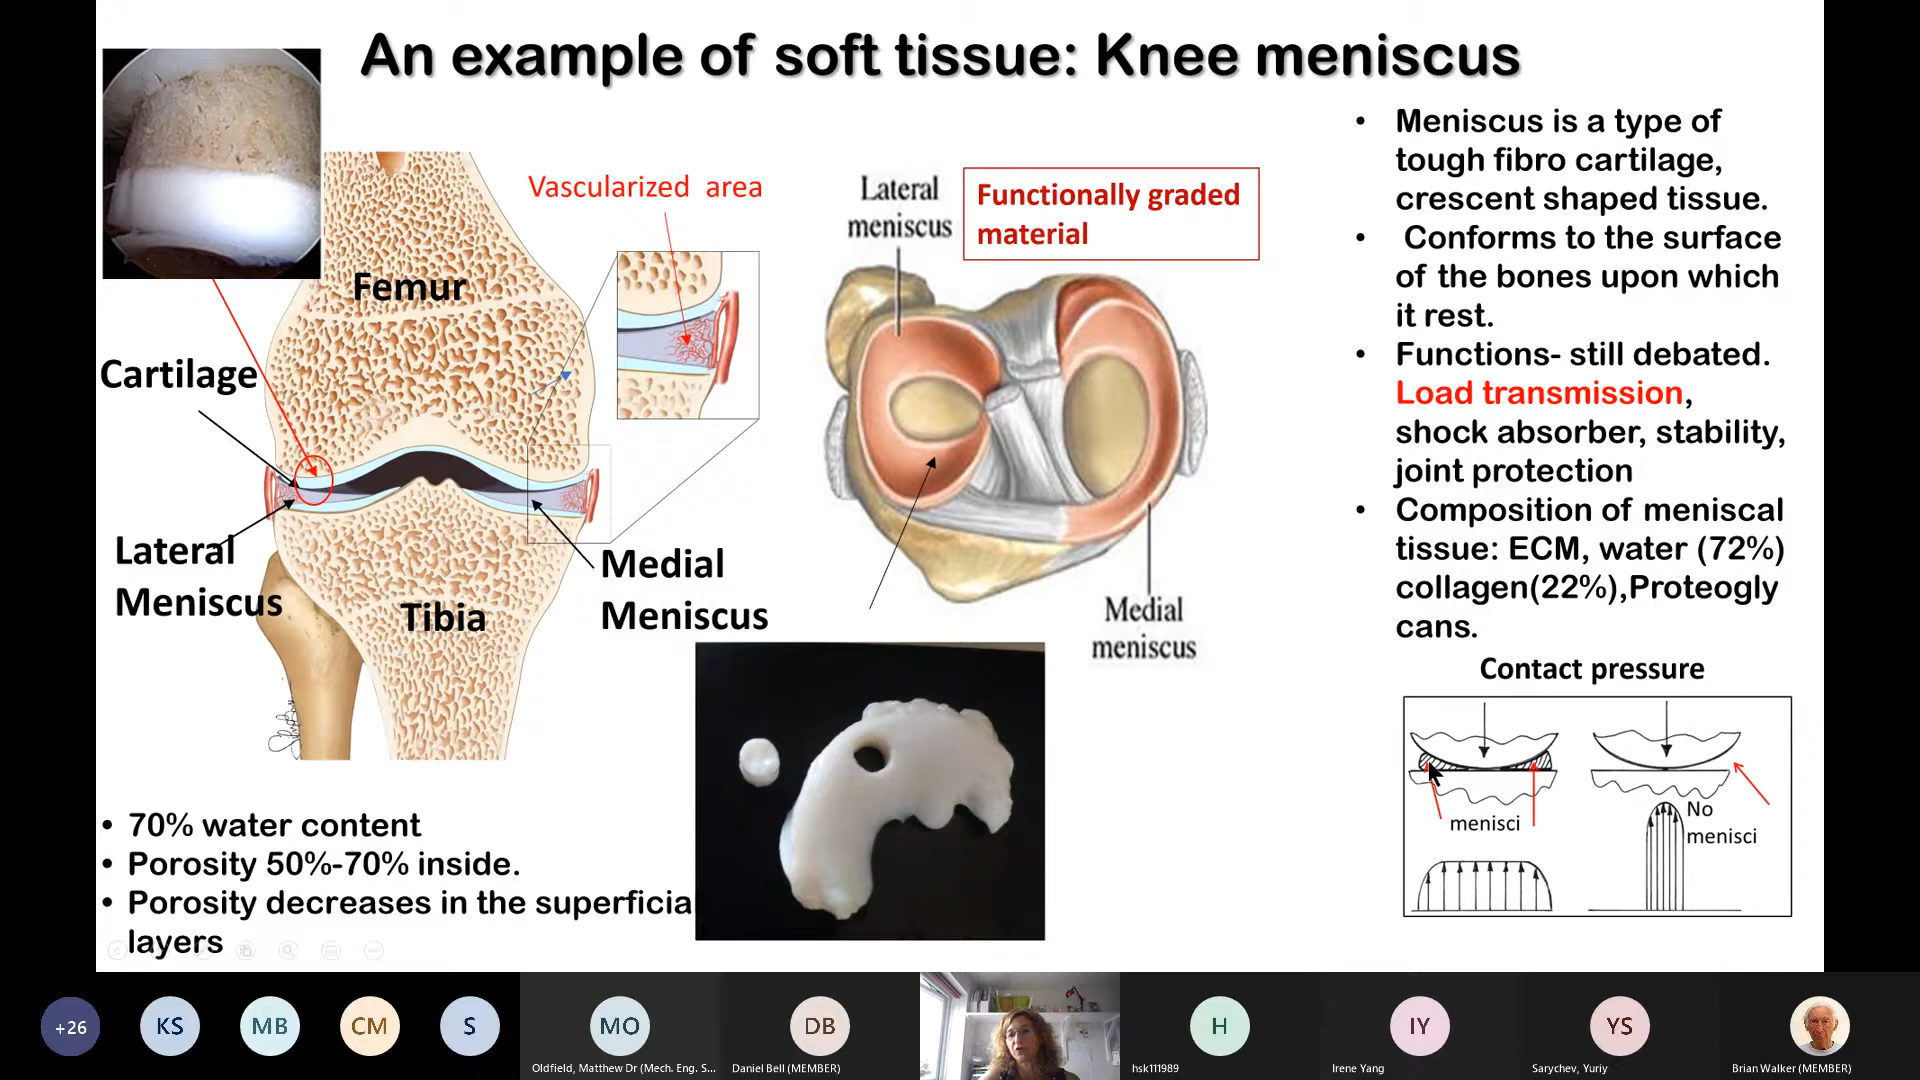 An example of soft tissue: Knee meniscus
Vascularized area
Femur
Cartilage
Lateral
Meniscus
Tibia
Medial
Meniscus
Lateral
meniscus
Functionally graded
material
Medial
meniscus
• 70% water content
• Porosity 50%-70% inside.
• Porosity decreases in the superficial
layers
• Meniscus is a type of
tough fibro cartilage,
crescent shaped tissue.
• Conforms to the surface
of the bones upon which
it rest.
• Functions- still debated.
Load transmission,
shock absorber, stability,
joint protection
• Composition of meniscal
tissue: ECM, water (72%)
collagen(22%),Proteogly
cans.
Contact pressure
menisci
No
menisci
+26
KS
MB
CM
S
MO
Oldfield, Matthew Dr (Mech. Eng. S...
DB
Daniel Bell (MEMBER)
H
hsk111989
IY
Irene Yang
YS
Sarychev, Yuriy
Brian Walker (MEMBER)